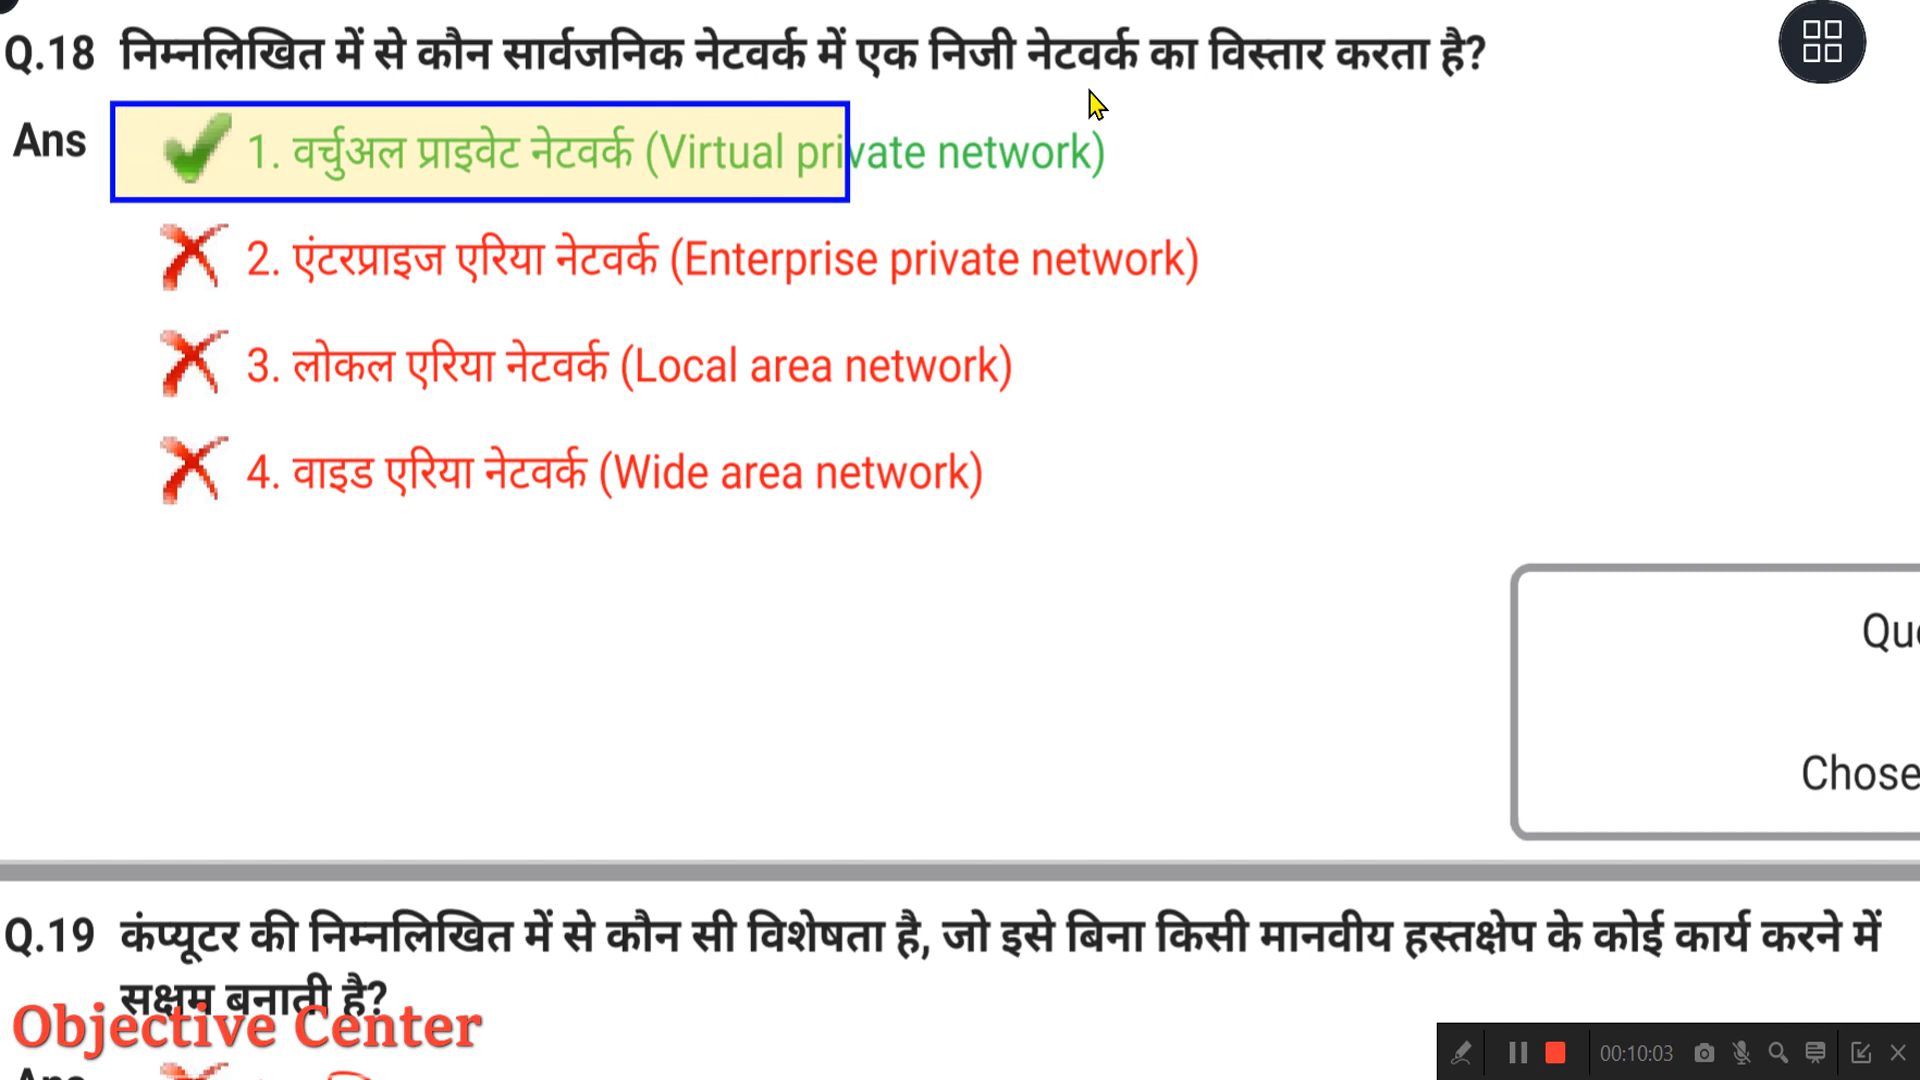 Q.18 निम्नलिखित में से कौन सार्वजनिक नेटवर्क में एक निजी नेटवर्क का विस्तार करता है?
Ans 1. वर्चुअल प्राइवेट नेटवर्क (Virtual private network)
2. एंटरप्राइज एरिया नेटवर्क (Enterprise private network)
3. लोकल एरिया नेटवर्क (Local area network)
4. वाइड एरिया नेटवर्क (Wide area network)
Chose
Q.19 कंप्यूटर की निम्नलिखित में से कौन सी विशेषता है, जो इसे बिना किसी मानवीय हस्तक्षेप के कोई कार्य करने में
सक्षम बनाती है?
Objective Center
00:10:03